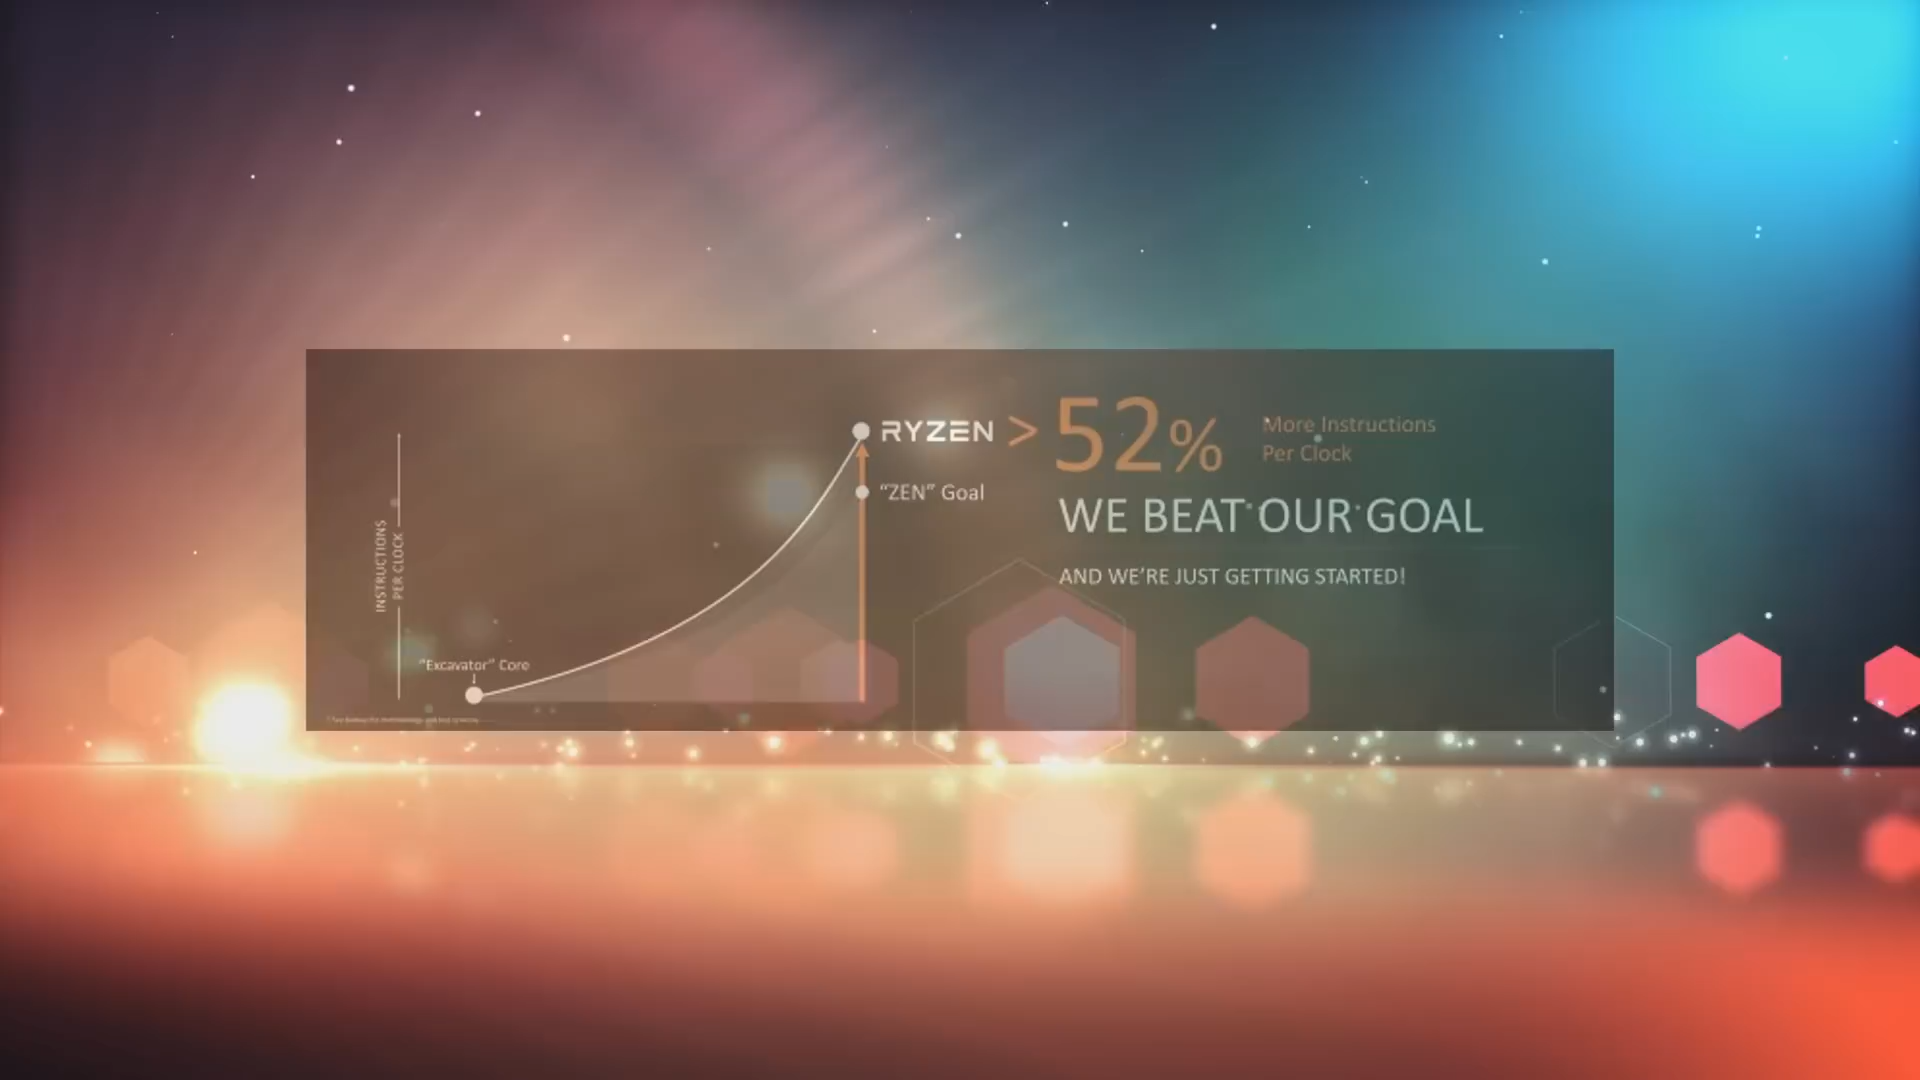 RYZEN > 52% More Instructions
Per Clock
"ZEN" Goal
WE BEAT OUR GOAL
AND WE'RE JUST GETTING STARTED!
INSTRUCTIONS
PER CLOCK
"Excavator" Core